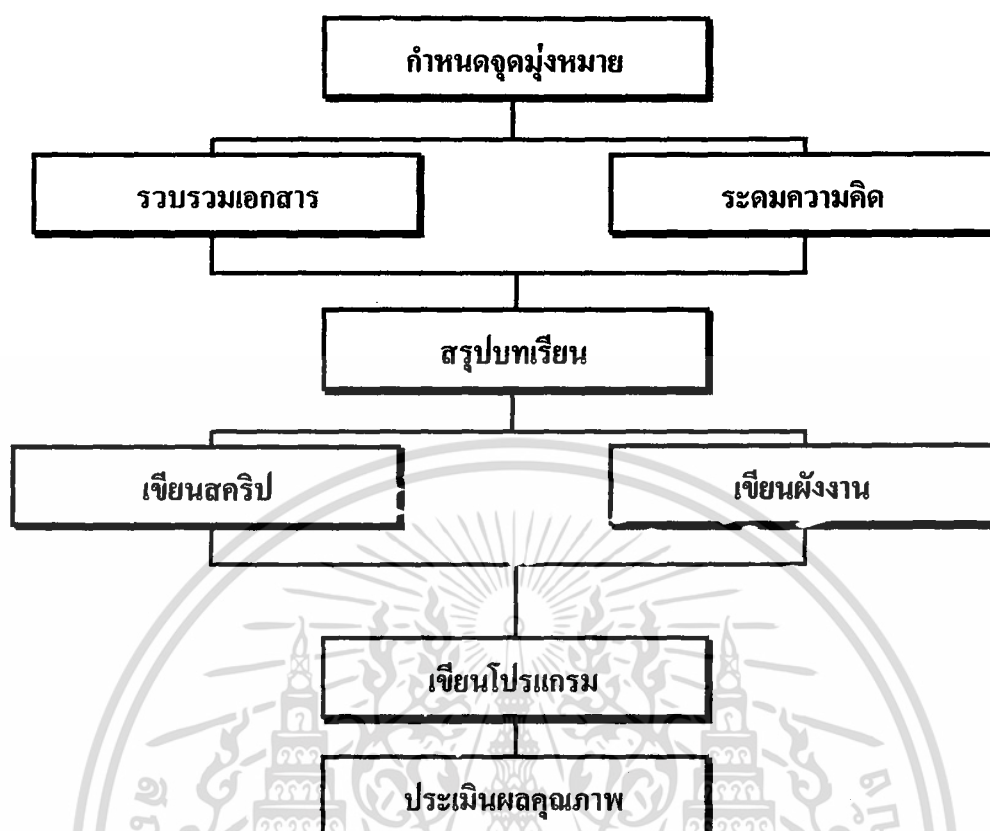 กำหนดจุดมุ่งหมาย
รวบรวมเอกสาร
ระดมความคิด
สรุปบทเรียน
เขียนสคริป
เขียนผังงาน
เขียนโปรแกรม
ประเมินผลคุณภาพ